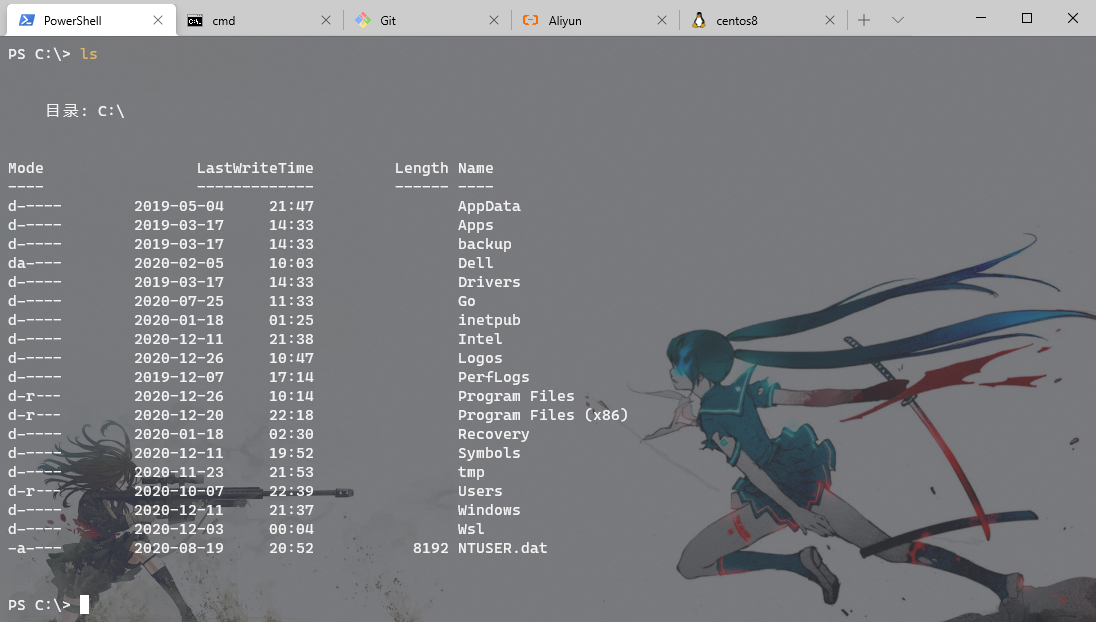 PowerShell cmd Git Aliyun centos8
PS C:\> ls
目录: C:\
Mode LastWriteTime Length Name
---- ------------- ------ ----
d----- 2019-05-04 21:47 AppData
d----- 2019-03-17 14:33 Apps
d----- 2019-03-17 14:33 backup
da---- 2020-02-05 10:03 Dell
d----- 2019-03-17 14:33 Drivers
d----- 2020-07-25 11:33 Go
d----- 2020-01-18 01:25 inetpub
d----- 2020-12-11 21:38 Intel
d----- 2020-12-26 10:47 Logos
d----- 2019-12-07 17:14 PerfLogs
d-r--- 2020-12-26 10:14 Program Files
d-r--- 2020-12-20 22:18 Program Files (x86)
d----- 2020-01-18 02:30 Recovery
d----- 2020-12-11 19:52 Symbols
d----- 2020-11-23 21:53 tmp
d-r--- 2020-10-07 22:39 Users
d----- 2020-12-11 21:37 Windows
d----- 2020-12-03 00:04 Wsl
-a---- 2020-08-19 20:52 8192 NTUSER.dat
PS C:\>